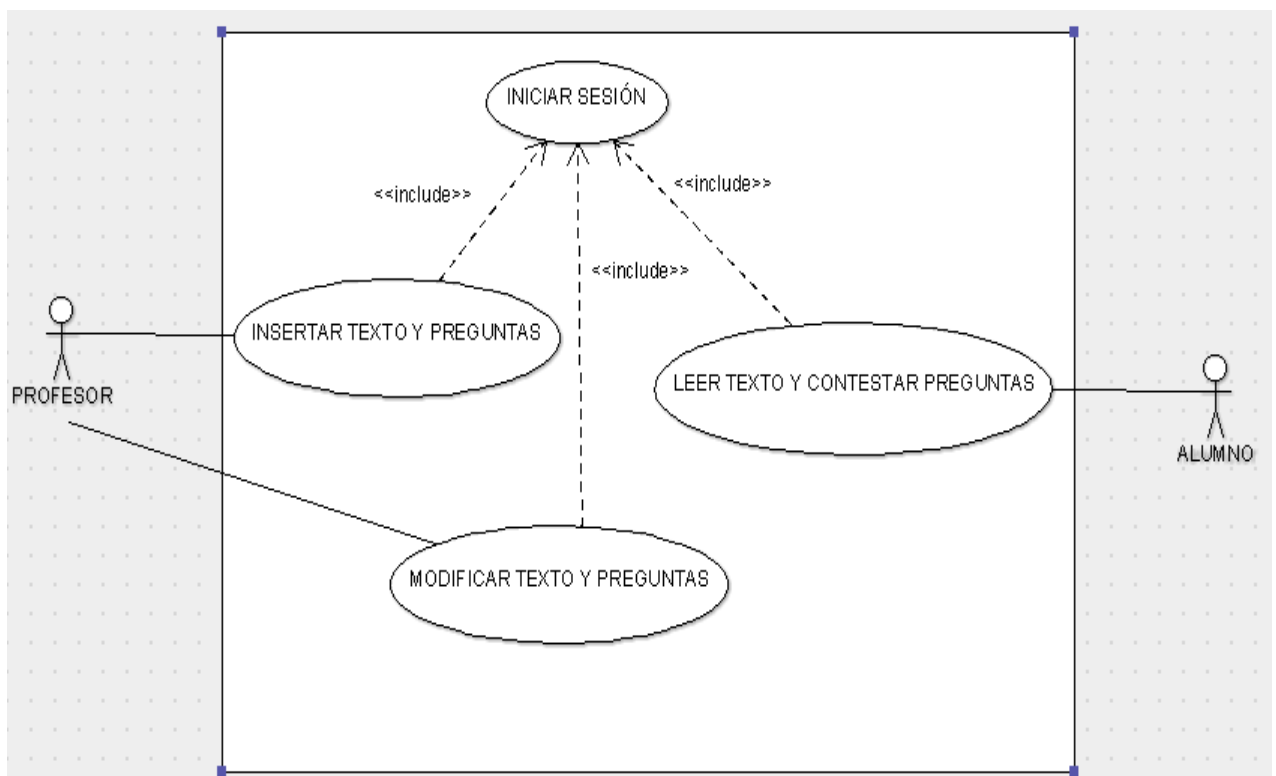 INICIAR SESIÓN
<<include>>
<<include>>
<<include>>
INSERTAR TEXTO Y PREGUNTAS
LEER TEXTO Y CONTESTAR PREGUNTAS
PROFESOR
ALUMNO
MODIFICAR TEXTO Y PREGUNTAS